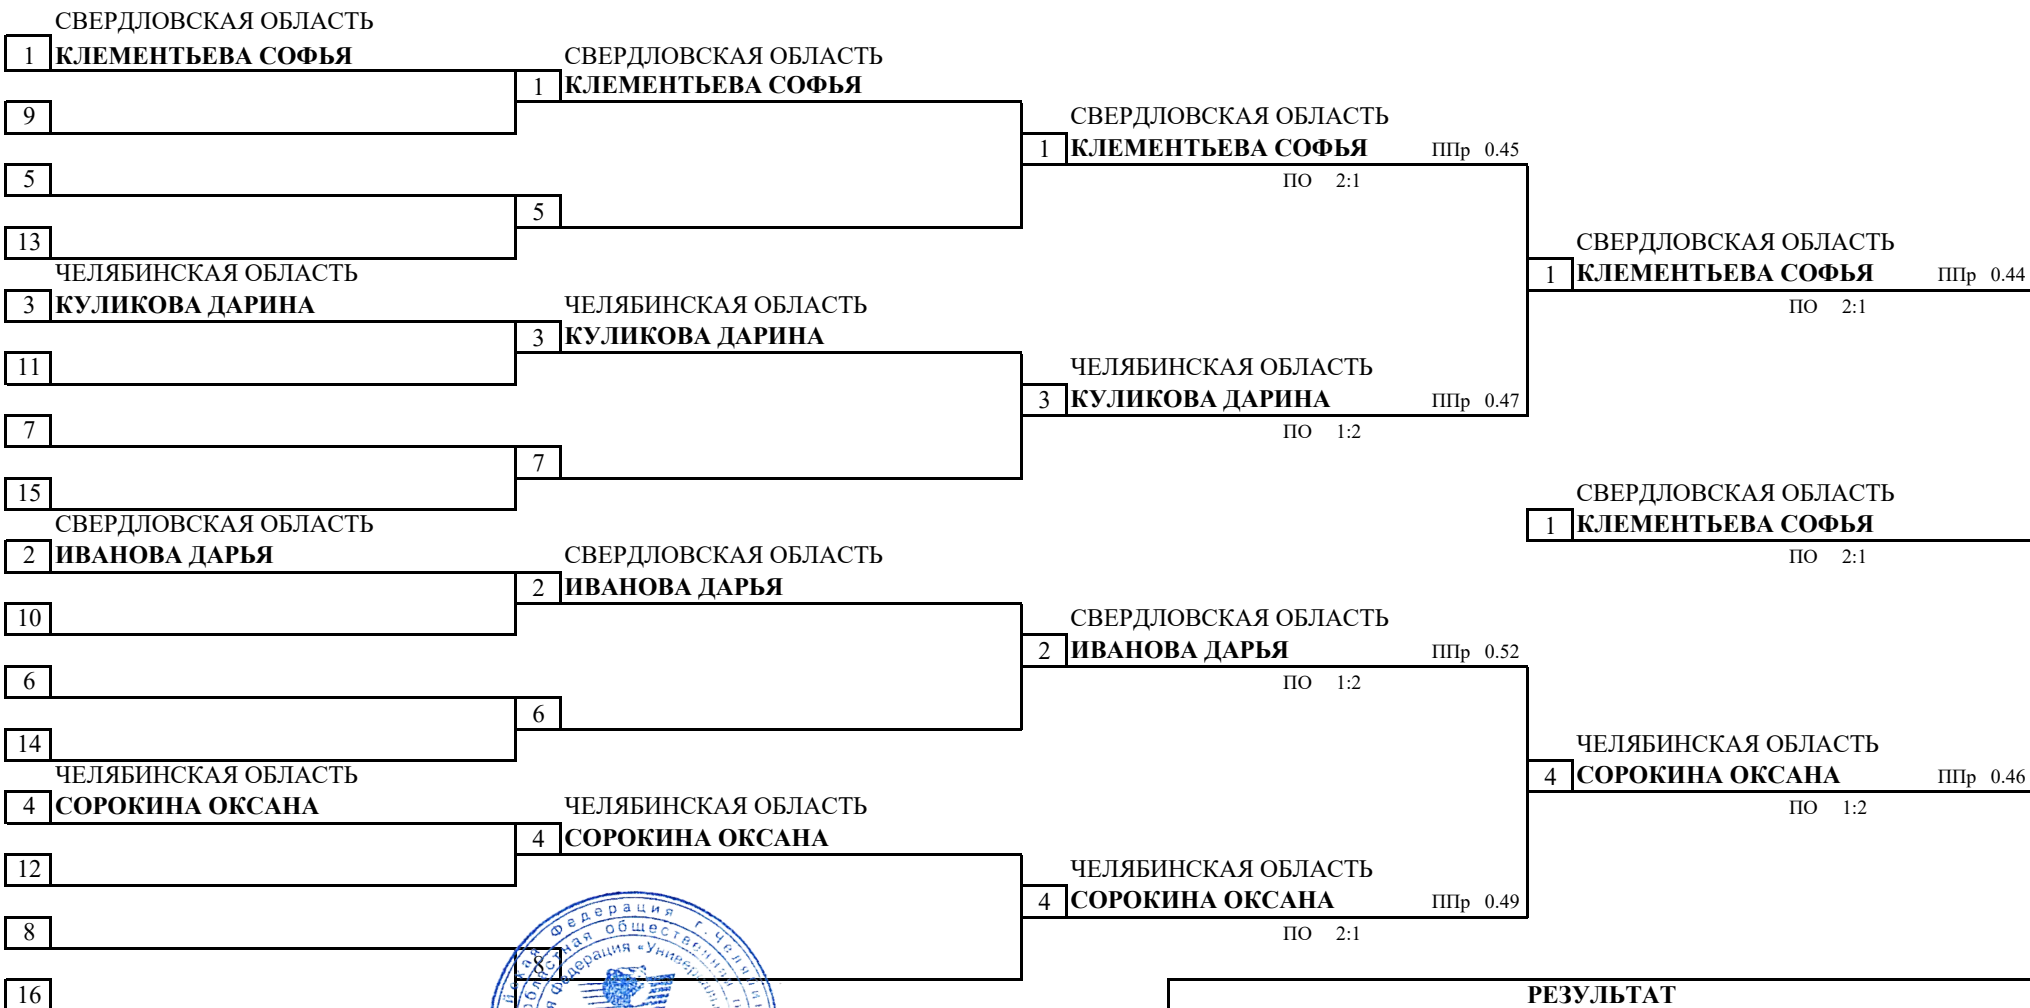 СВЕРДЛОВСКАЯ ОБЛАСТЬ
1 КЛЕМЕНТЬЕВА СОФЬЯ
СВЕРДЛОВСКАЯ ОБЛАСТЬ
1 КЛЕМЕНТЬЕВА СОФЬЯ
9
СВЕРДЛОВСКАЯ ОБЛАСТЬ
1 КЛЕМЕНТЬЕВА СОФЬЯ ППр 0.45
ПО 2:1
5
5
13
СВЕРДЛОВСКАЯ ОБЛАСТЬ
1 КЛЕМЕНТЬЕВА СОФЬЯ ППр 0.44
ПО 2:1
ЧЕЛЯБИНСКАЯ ОБЛАСТЬ
3 КУЛИКОВА ДАРИНА
ЧЕЛЯБИНСКАЯ ОБЛАСТЬ
3 КУЛИКОВА ДАРИНА
11
ЧЕЛЯБИНСКАЯ ОБЛАСТЬ
3 КУЛИКОВА ДАРИНА ППр 0.47
ПО 1:2
7
7
15
СВЕРДЛОВСКАЯ ОБЛАСТЬ
1 КЛЕМЕНТЬЕВА СОФЬЯ
ПО 2:1
СВЕРДЛОВСКАЯ ОБЛАСТЬ
2 ИВАНОВА ДАРЬЯ
СВЕРДЛОВСКАЯ ОБЛАСТЬ
2 ИВАНОВА ДАРЬЯ
10
СВЕРДЛОВСКАЯ ОБЛАСТЬ
2 ИВАНОВА ДАРЬЯ ППр 0.52
ПО 1:2
6
6
14
ЧЕЛЯБИНСКАЯ ОБЛАСТЬ
4 СОРОКИНА ОКСАНА ППр 0.46
ПО 1:2
ЧЕЛЯБИНСКАЯ ОБЛАСТЬ
4 СОРОКИНА ОКСАНА
ЧЕЛЯБИНСКАЯ ОБЛАСТЬ
4 СОРОКИНА ОКСАНА
12
ЧЕЛЯБИНСКАЯ ОБЛАСТЬ
4 СОРОКИНА ОКСАНА ППр 0.49
ПО 2:1
8
8
16
Федерация г.
РЕЗУЛЬТАТ